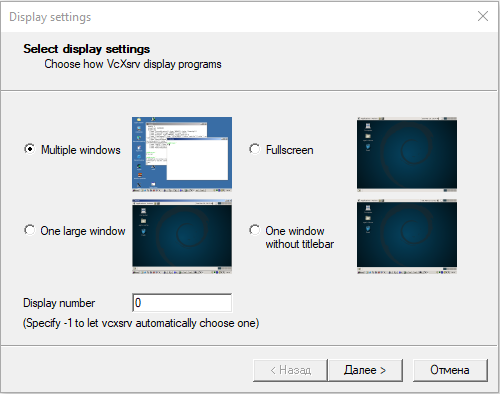 Display settings
Select display settings
Choose how VcXsrv display programs
Multiple windows
Fullscreen
One large window
One window
without titlebar
Display number
0
(Specify -1 to let vcxsrv automatically choose one)
< Назад
Далее >
Отмена